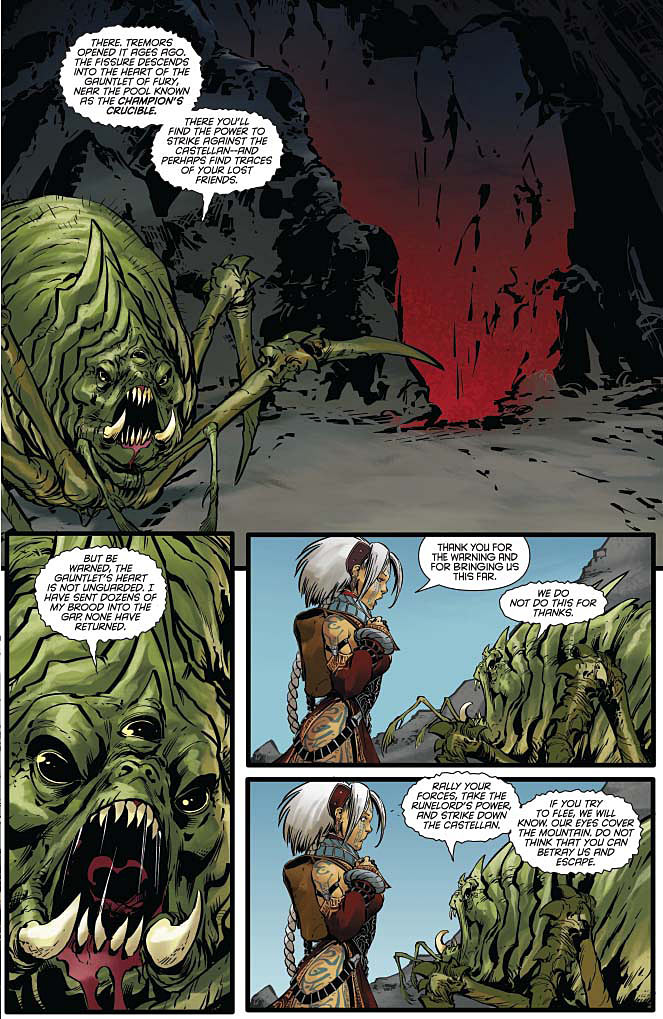 THERE. TREMORS
OPENED IT AGES AGO.
THE FISSURE DESCENDS
INTO THE HEART OF THE
GAUNTLET OF FURY,
NEAR THE POOL KNOWN
AS THE CHAMPION'S
CRUCIBLE.
THERE YOU'LL
FIND THE POWER TO
STRIKE AGAINST THE
CASTELLAN--AND
PERHAPS FIND TRACES
OF YOUR LOST
FRIENDS.
BUT BE
WARNED, THE
GAUNTLET'S HEART
IS NOT UNGUARDED. I
HAVE SENT DOZENS OF
MY BROOD INTO THE
GAP. NONE HAVE
RETURNED.
THANK YOU FOR
THE WARNING AND
FOR BRINGING US
THIS FAR.
WE DO
NOT DO THIS FOR
THANKS.
RALLY YOUR
FORCES, TAKE THE
RUNELORD'S POWER,
AND STRIKE DOWN
THE CASTELLAN.
IF YOU TRY
TO FLEE, WE WILL
KNOW. OUR EYES COVER
THE MOUNTAIN. DO NOT
THINK THAT YOU CAN
BETRAY US AND
ESCAPE.